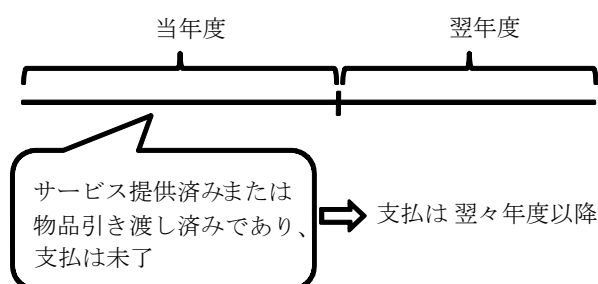 当年度
翌年度
サービス提供済みまたは
物品引き渡し済みであり、
支払は未了
支払は 翌々年度以降